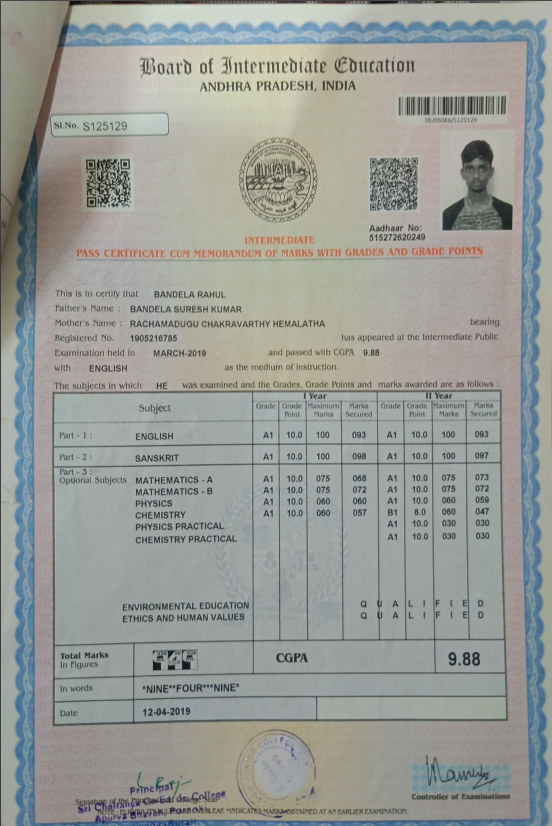 Board of Intermediate Education
ANDHRA PRADESH, INDIA
05/05086/S125129
Sl.No. S125129
Aadhaar No:
515272620249
INTERMEDIATE
PASS CERTIFICATE CUM MEMORANDUM OF MARKS WITH GRADES AND GRADE POINTS
This is to certify that BANDELA RAHUL
Father's Name : BANDELA SURESH KUMAR
Mother's Name : RACHAMADUGU CHAKRAVARTHY HEMALATHA bearing
Registered No. 1905216785 has appeared at the Intermediate Public
Examination held in MARCH-2019 and passed with CGPA 9.88
with ENGLISH as the medium of instruction.
The subjects in which HE was examined and the Grades, Grade Points and marks awarded are as follows :
I Year II Year
Subject Grade Grade Point Maximum Marks Marks Secured Grade Grade Point Maximum Marks Marks Secured
Part - 1 : ENGLISH A1 10.0 100 093 A1 10.0 100 093
Part - 2 : SANSKRIT A1 10.0 100 098 A1 10.0 100 097
Part - 3 :
Optional Subjects MATHEMATICS - A A1 10.0 075 068 A1 10.0 075 073
MATHEMATICS - B A1 10.0 075 072 A1 10.0 075 072
PHYSICS A1 10.0 060 060 A1 10.0 060 059
CHEMISTRY A1 10.0 060 057 B1 8.0 060 047
PHYSICS PRACTICAL A1 10.0 030 030
CHEMISTRY PRACTICAL A1 10.0 030 030
ENVIRONMENTAL EDUCATION Q U A L I F I E D
ETHICS AND HUMAN VALUES Q U A L I F I E D
Total Marks
In Figures CGPA 9.88
In words *NINE**FOUR***NINE*
Date 12-04-2019
Principal
Signature of the Principal
Sri Chaitanya College
Apurva Bhavan
*INDICATES MARKS OBTAINED AT AN EARLIER EXAMINATION.
Controller of Examinations